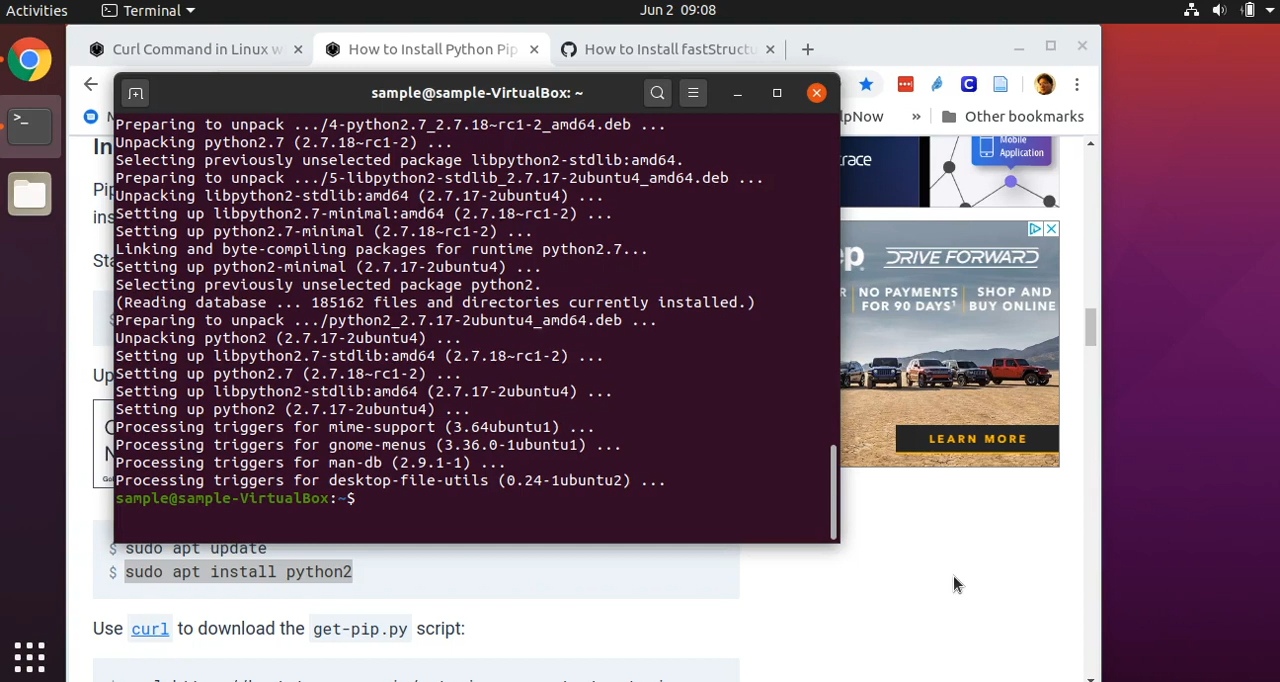 Activities Terminal Jun 2 09:08
Curl Command in Linux w How to Install Python Pip How to Install fastStructu
sample@sample-VirtualBox: ~
lpNow » Other bookmarks
Preparing to unpack .../4-python2.7_2.7.18~rc1-2_amd64.deb ...
Unpacking python2.7 (2.7.18~rc1-2) ...
Selecting previously unselected package libpython2-stdlib:amd64.
Preparing to unpack .../5-libpython2-stdlib_2.7.17-2ubuntu4_amd64.deb ...
Unpacking libpython2-stdlib:amd64 (2.7.17-2ubuntu4) ...
Setting up libpython2.7-minimal:amd64 (2.7.18~rc1-2) ...
Setting up python2.7-minimal (2.7.18~rc1-2) ...
Linking and byte-compiling packages for runtime python2.7...
Setting up python2-minimal (2.7.17-2ubuntu4) ...
Selecting previously unselected package python2.
(Reading database ... 185162 files and directories currently installed.)
Preparing to unpack .../python2_2.7.17-2ubuntu4_amd64.deb ...
Unpacking python2 (2.7.17-2ubuntu4) ...
Setting up libpython2.7-stdlib:amd64 (2.7.18~rc1-2) ...
Setting up python2.7 (2.7.18~rc1-2) ...
Setting up libpython2-stdlib:amd64 (2.7.17-2ubuntu4) ...
Setting up python2 (2.7.17-2ubuntu4) ...
Processing triggers for mime-support (3.64ubuntu1) ...
Processing triggers for gnome-menus (3.36.0-1ubuntu1) ...
Processing triggers for man-db (2.9.1-1) ...
Processing triggers for desktop-file-utils (0.24-1ubuntu2) ...
sample@sample-VirtualBox:~$
In
Pip
ins
Sta
Up
race
Mobile
Application
ep DRIVE FORWARD
NO PAYMENTS
FOR 90 DAYS¹
SHOP AND
BUY ONLINE
LEARN MORE
$ sudo apt update
$ sudo apt install python2
Use curl to download the get-pip.py script: